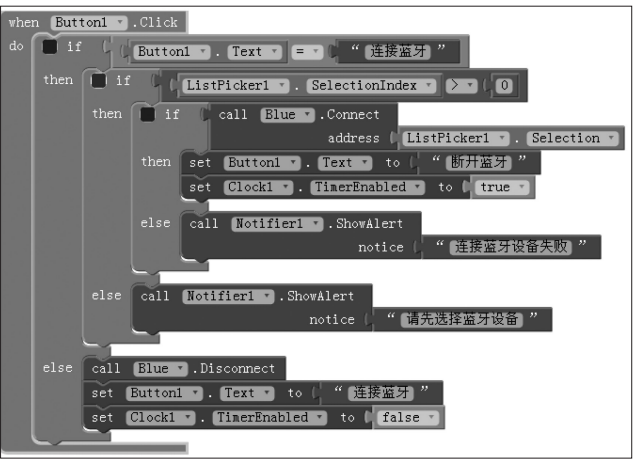 when Button1 .Click
do if Button1 . Text = “ 连接蓝牙 ”
then if ListPicker1 . SelectionIndex > 0
then if call Blue .Connect
address ListPicker1 . Selection
then set Button1 . Text to “ 断开蓝牙 ”
set Clock1 . TimerEnabled to true
else call Notifier1 .ShowAlert
notice “ 连接蓝牙设备失败 ”
else call Notifier1 .ShowAlert
notice “ 请先选择蓝牙设备 ”
else call Blue .Disconnect
set Button1 . Text to “ 连接蓝牙 ”
set Clock1 . TimerEnabled to false